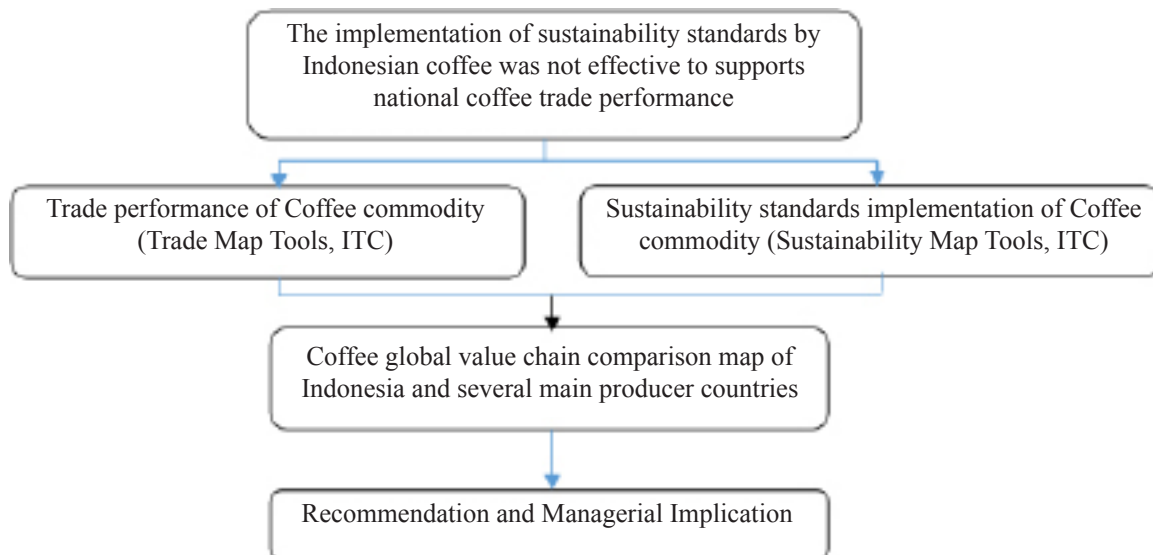 The implementation of sustainability standards by
Indonesian coffee was not effective to supports
national coffee trade performance
Trade performance of Coffee commodity
(Trade Map Tools, ITC)
Sustainability standards implementation of Coffee
commodity (Sustainability Map Tools, ITC)
Coffee global value chain comparison map of
Indonesia and several main producer countries
Recommendation and Managerial Implication